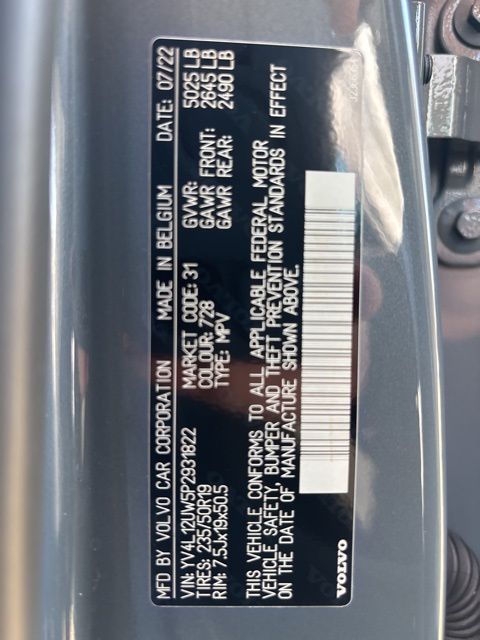 MFD BY VOLVO CAR CORPORATION MADE IN BELGIUM DATE: 07/22
VIN: YV4L12UW5P2931822 GVWR: 5025 LB
TIRES: 235/50R19 MARKET CODE: 31 GAWR FRONT: 2645 LB
RIM: 7.5Jx19x50.5 COLOUR: 728 GAWR REAR: 2490 LB
TYPE: MPV
THIS VEHICLE CONFORMS TO ALL APPLICABLE FEDERAL MOTOR
VEHICLE SAFETY, BUMPER AND THEFT PREVENTION STANDARDS IN EFFECT
ON THE DATE OF MANUFACTURE SHOWN ABOVE.
VOLVO